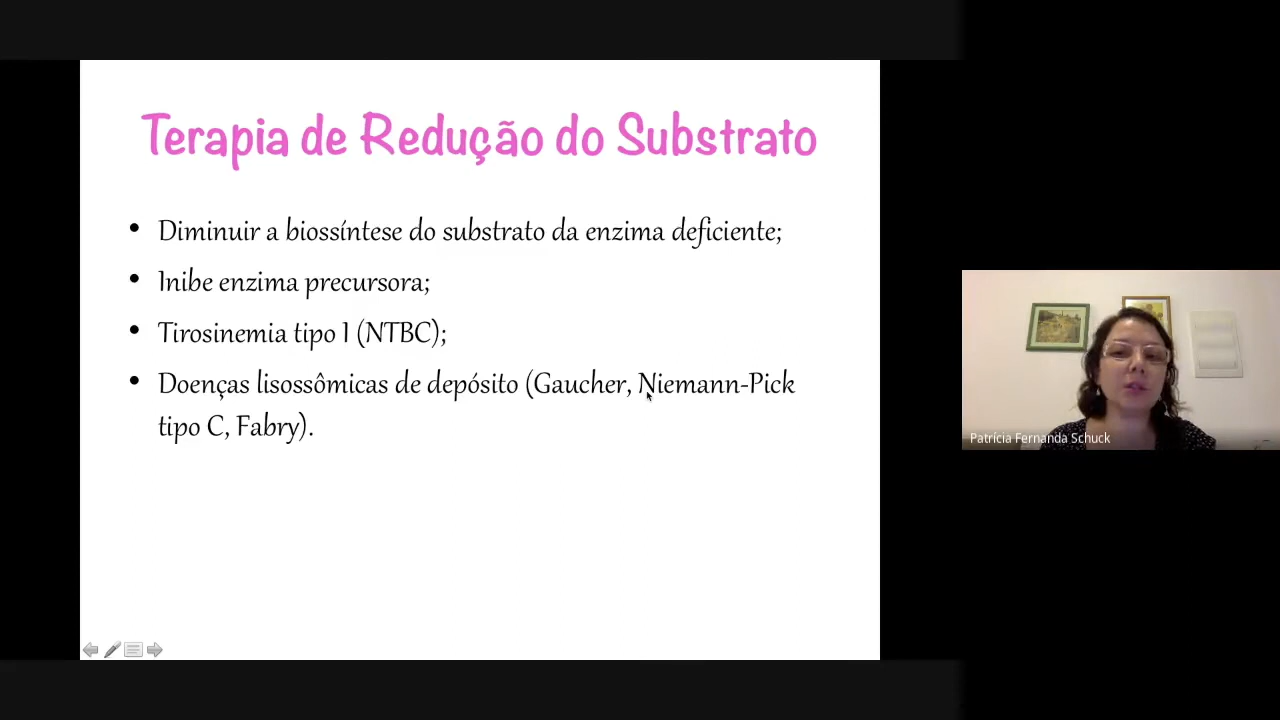 Terapia de Redução do Substrato
• Diminuir a biossíntese do substrato da enzima deficiente;
• Inibe enzima precursora;
• Tirosinemia tipo I (NTBC);
• Doenças lisossômicas de depósito (Gaucher, Niemann-Pick
tipo C, Fabry).
Patrícia Fernanda Schuck